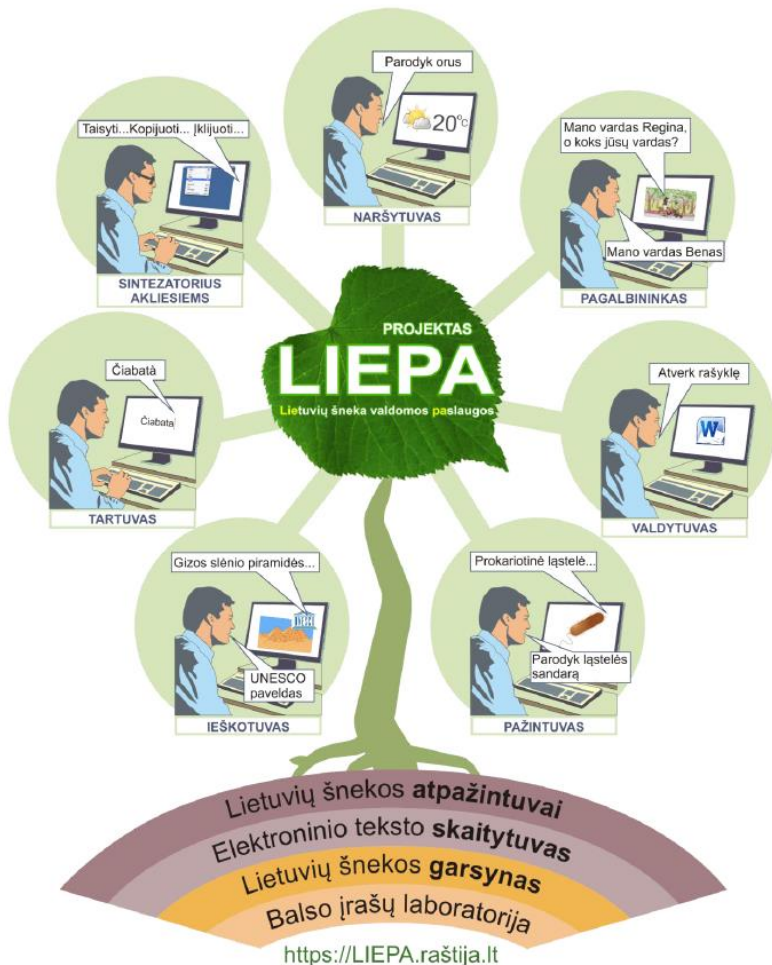 Parodyk orus
20°C
NARŠYTUVAS
Taisyti...Kopijuoti... Įklijuoti...
SINTEZATORIUS
AKLIESIEMS
Mano vardas Regina,
o koks jūsų vardas?
Mano vardas Benas
PAGALBININKAS
PROJEKTAS
LIEPA
Lietuvių šneka valdomos paslaugos
Čiabatà
Čiabata
TARTUVAS
Atverk rašyklę
W
VALDYTUVAS
Gizos slėnio piramidės...
UNESCO
paveldas
IEŠKOTUVAS
Prokariotinė ląstelė...
Parodyk ląstelės
sandarą
PAŽINTUVAS
Lietuvių šnekos atpažintuvai
Elektroninio teksto skaitytuvas
Lietuvių šnekos garsynas
Balso įrašų laboratorija
https://LIEPA.raštija.lt